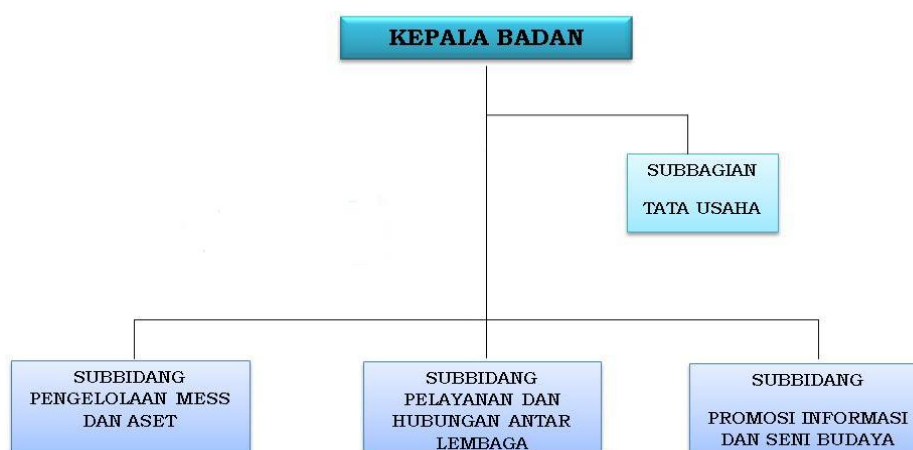 KEPALA BADAN
SUBBAGIAN
TATA USAHA
SUBBIDANG
PENGELOLAAN MESS
DAN ASET
SUBBIDANG
PELAYANAN DAN
HUBUNGAN ANTAR
LEMBAGA
SUBBIDANG
PROMOSI INFORMASI
DAN SENI BUDAYA